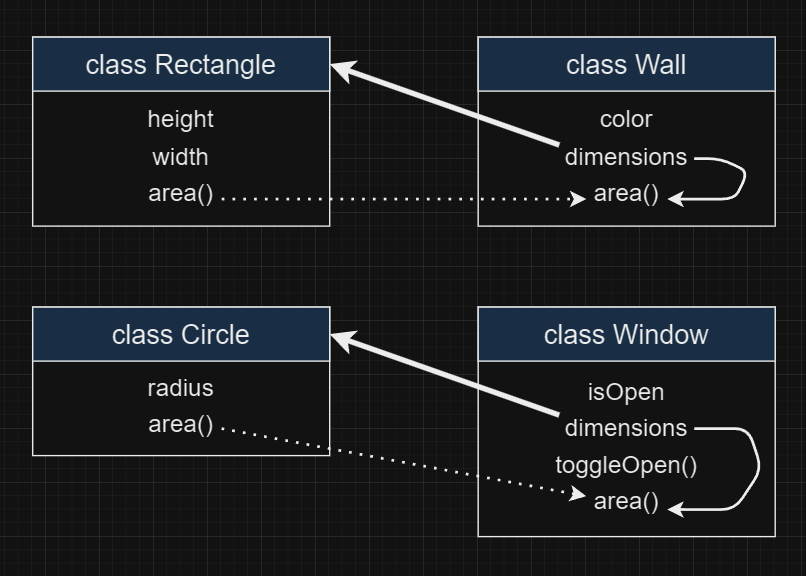 class Rectangle
height
width
area()
class Wall
color
dimensions
area()
class Circle
radius
area()
class Window
isOpen
dimensions
toggleOpen()
area()